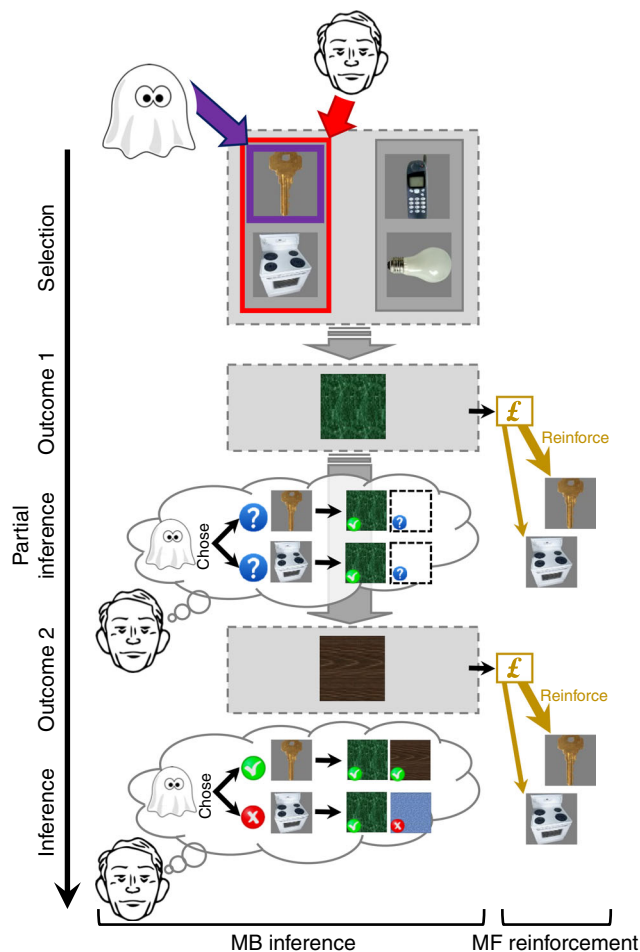 Selection
Outcome 1
£
Reinforce
Partial
inference
Chose
?
?
?
?
Outcome 2
£
Reinforce
Inference
Chose
MB inference
MF reinforcement